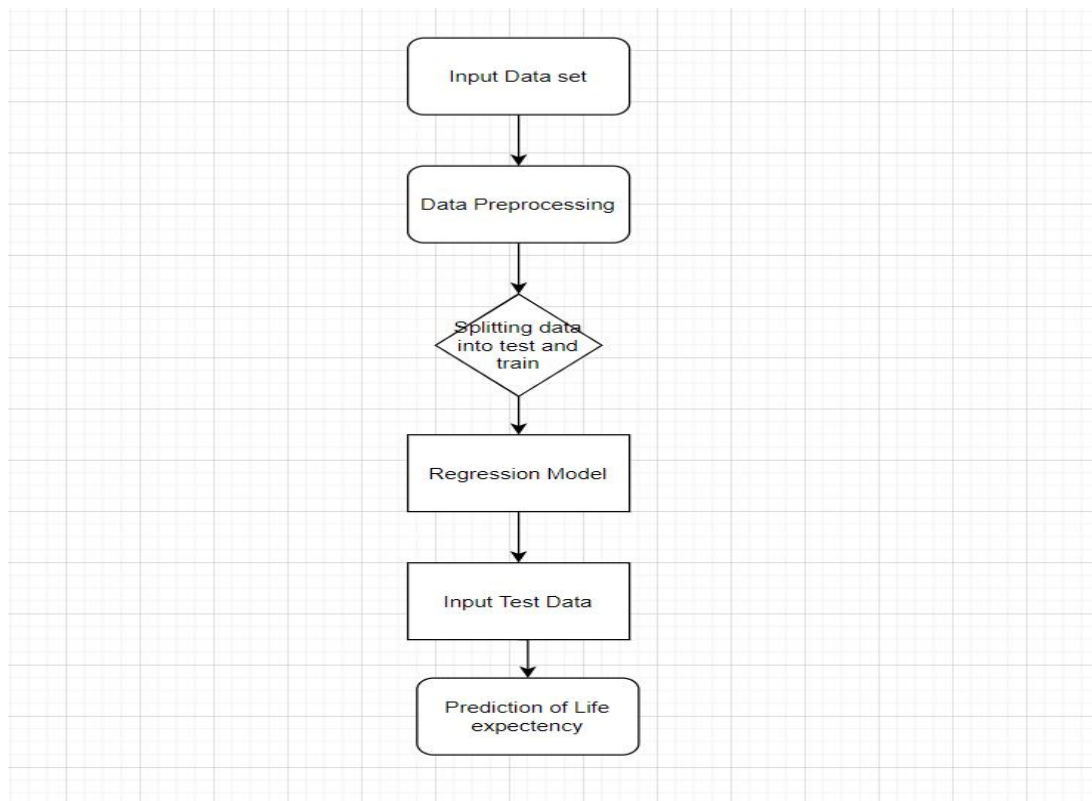 Input Data set
Data Preprocessing
Splitting data
into test and
train
Regression Model
Input Test Data
Prediction of Life
expectency